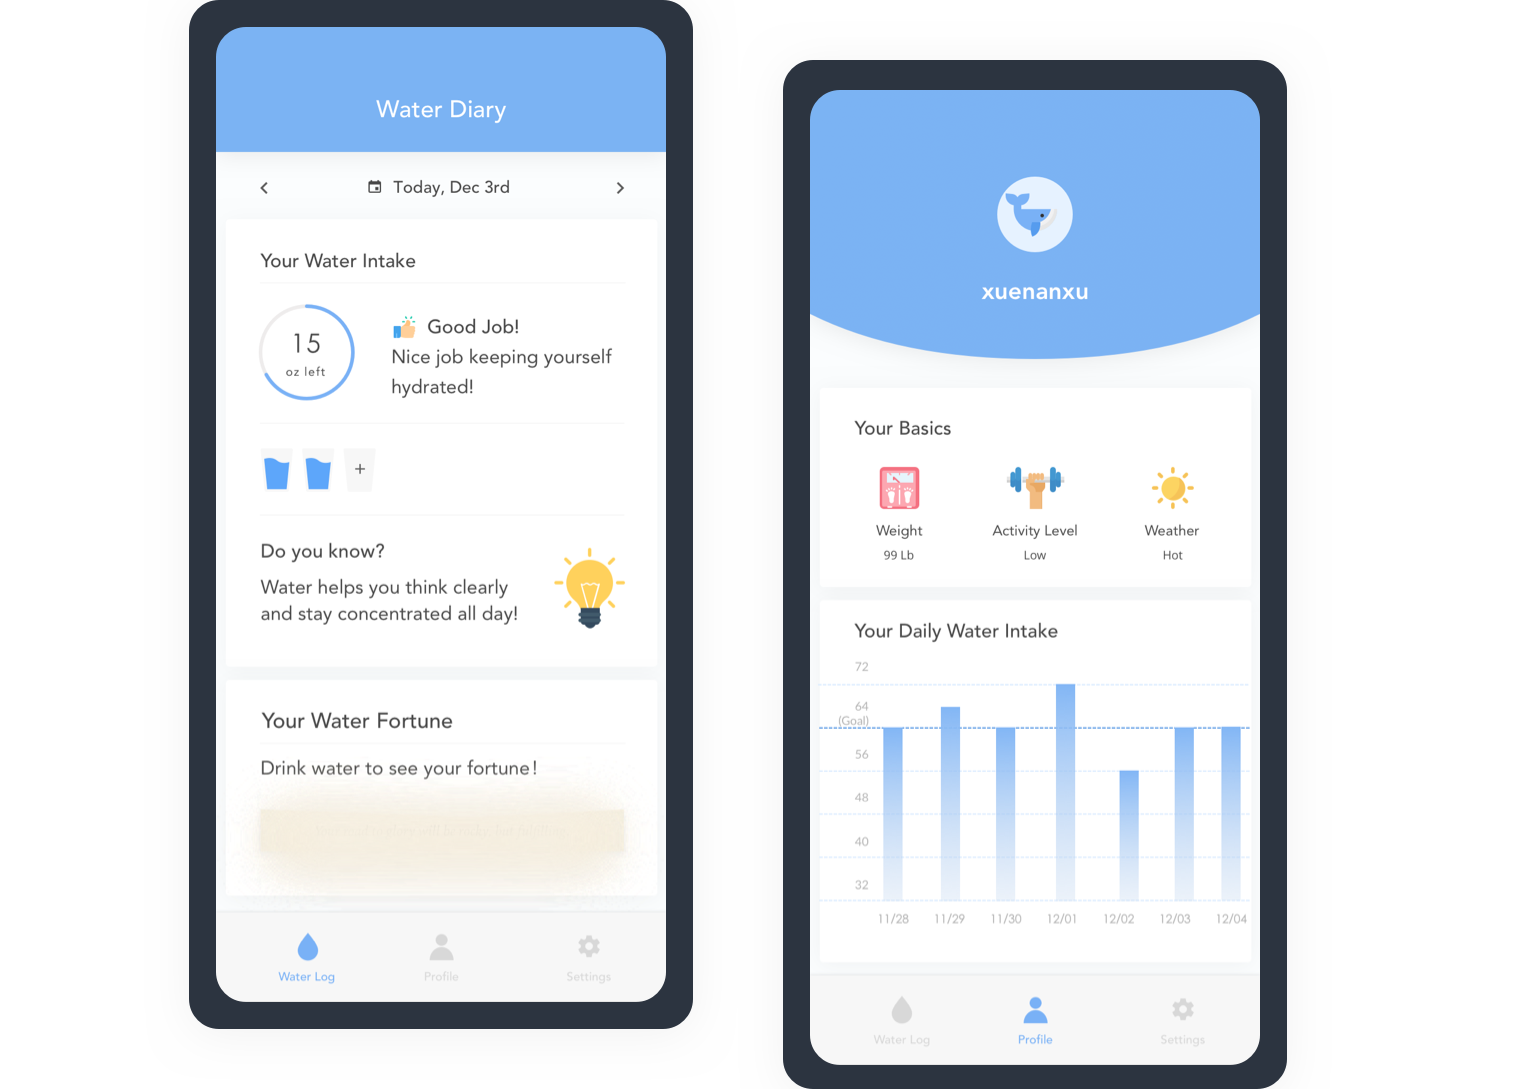 Water Diary
Today, Dec 3rd
Your Water Intake
15
oz left
Good Job!
Nice job keeping yourself
hydrated!
+
Do you know?
Water helps you think clearly
and stay concentrated all day!
Your Water Fortune
Drink water to see your fortune!
Water Log
Profile
Settings
xuenanxu
Your Basics
Weight
Activity Level
Weather
99 Lb
Low
Hot
Your Daily Water Intake
72
64
(Goal)
56
48
40
32
11/28
11/29
11/30
12/01
12/02
12/03
12/04
Water Log
Profile
Settings